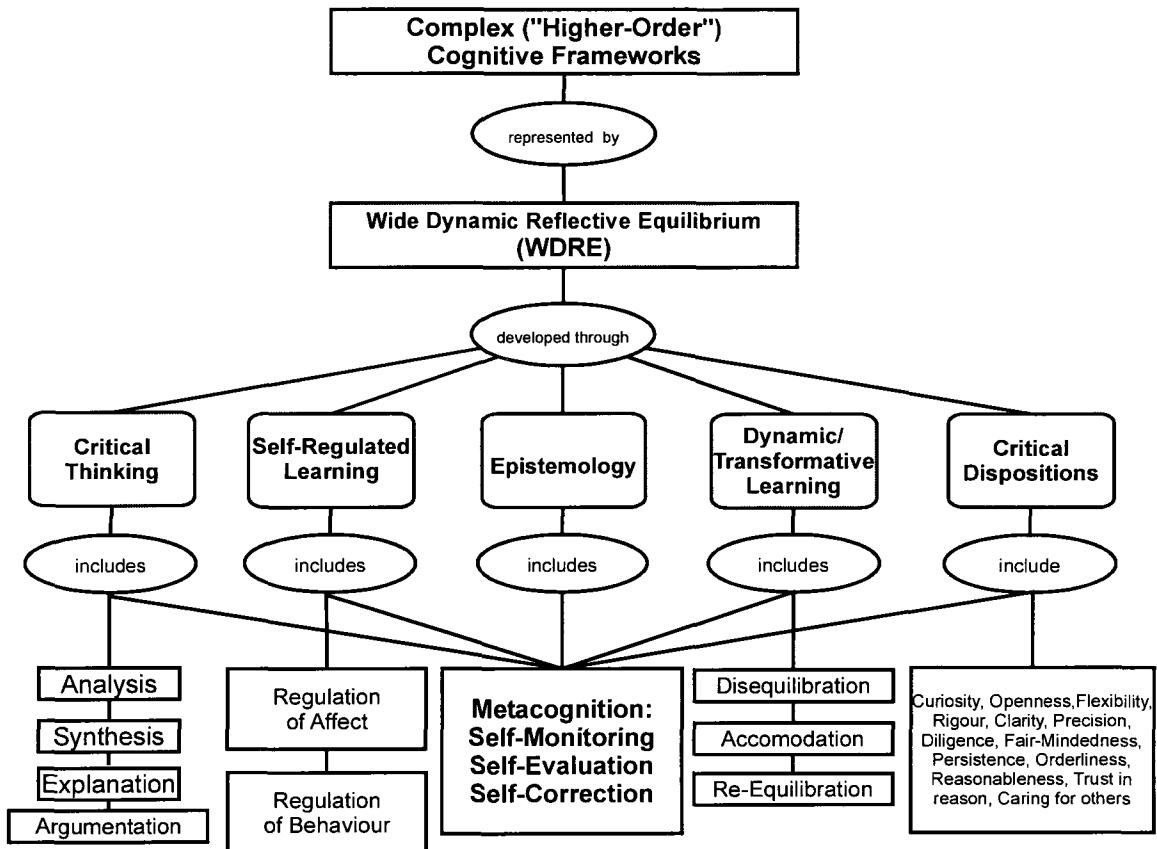 Complex ("Higher-Order")
Cognitive Frameworks
represented by
Wide Dynamic Reflective Equilibrium
(WDRE)
developed through
Critical
Thinking
Self-Regulated
Learning
Epistemology
Dynamic/
Transformative
Learning
Critical
Dispositions
includes
includes
includes
includes
include
Analysis
Synthesis
Explanation
Argumentation
Regulation
of Affect
Regulation
of Behaviour
Metacognition:
Self-Monitoring
Self-Evaluation
Self-Correction
Disequilibration
Accomodation
Re-Equilibration
Curiosity, Openness,Flexibility,
Rigour, Clarity, Precision,
Diligence, Fair-Mindedness,
Persistence, Orderliness,
Reasonableness, Trust in
reason, Caring for others